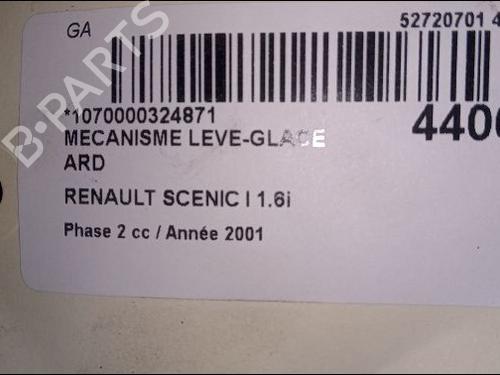 GA
52720701 4
*1070000324871
4400
MECANISME LEVE-GLACE
ARD
RENAULT SCENIC I 1.6i
Phase 2 cc / Année 2001
B-PARTS